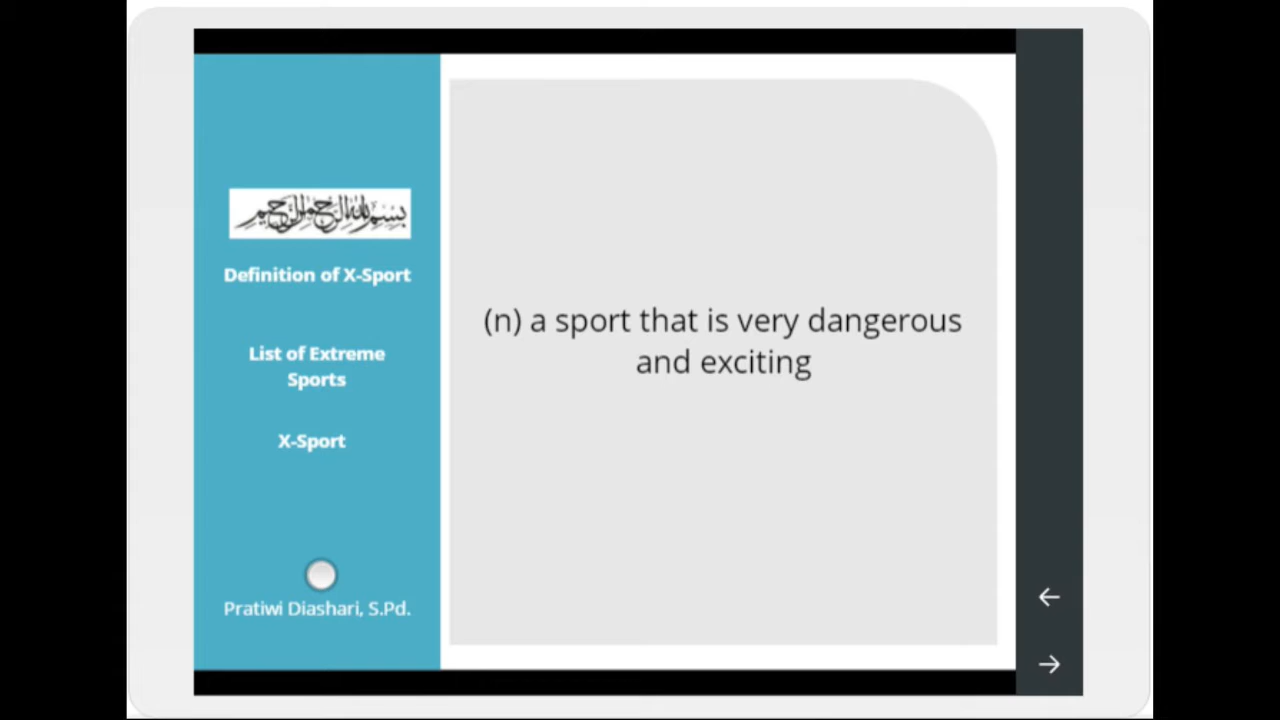 بسم الله الرحمن الرحيم
Definition of X-Sport
List of Extreme
Sports
X-Sport
Pratiwi Diashari, S.Pd.
(n) a sport that is very dangerous
and exciting